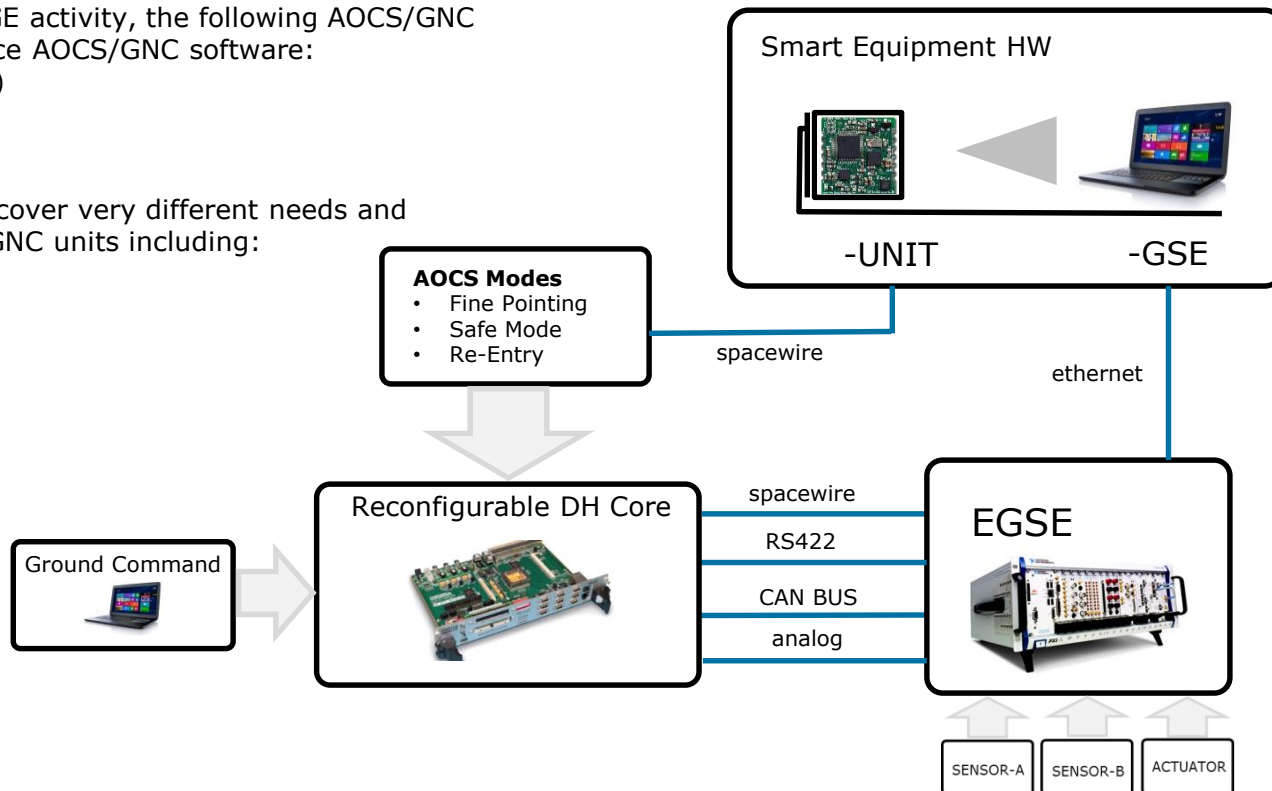 GE activity, the following AOCS/GNC
ce AOCS/GNC software:
)
cover very different needs and
GNC units including:
Smart Equipment HW
-UNIT
-GSE
AOCS Modes
• Fine Pointing
• Safe Mode
• Re-Entry
spacewire
ethernet
Reconfigurable DH Core
Ground Command
spacewire
RS422
CAN BUS
analog
EGSE
SENSOR-A
SENSOR-B
ACTUATOR